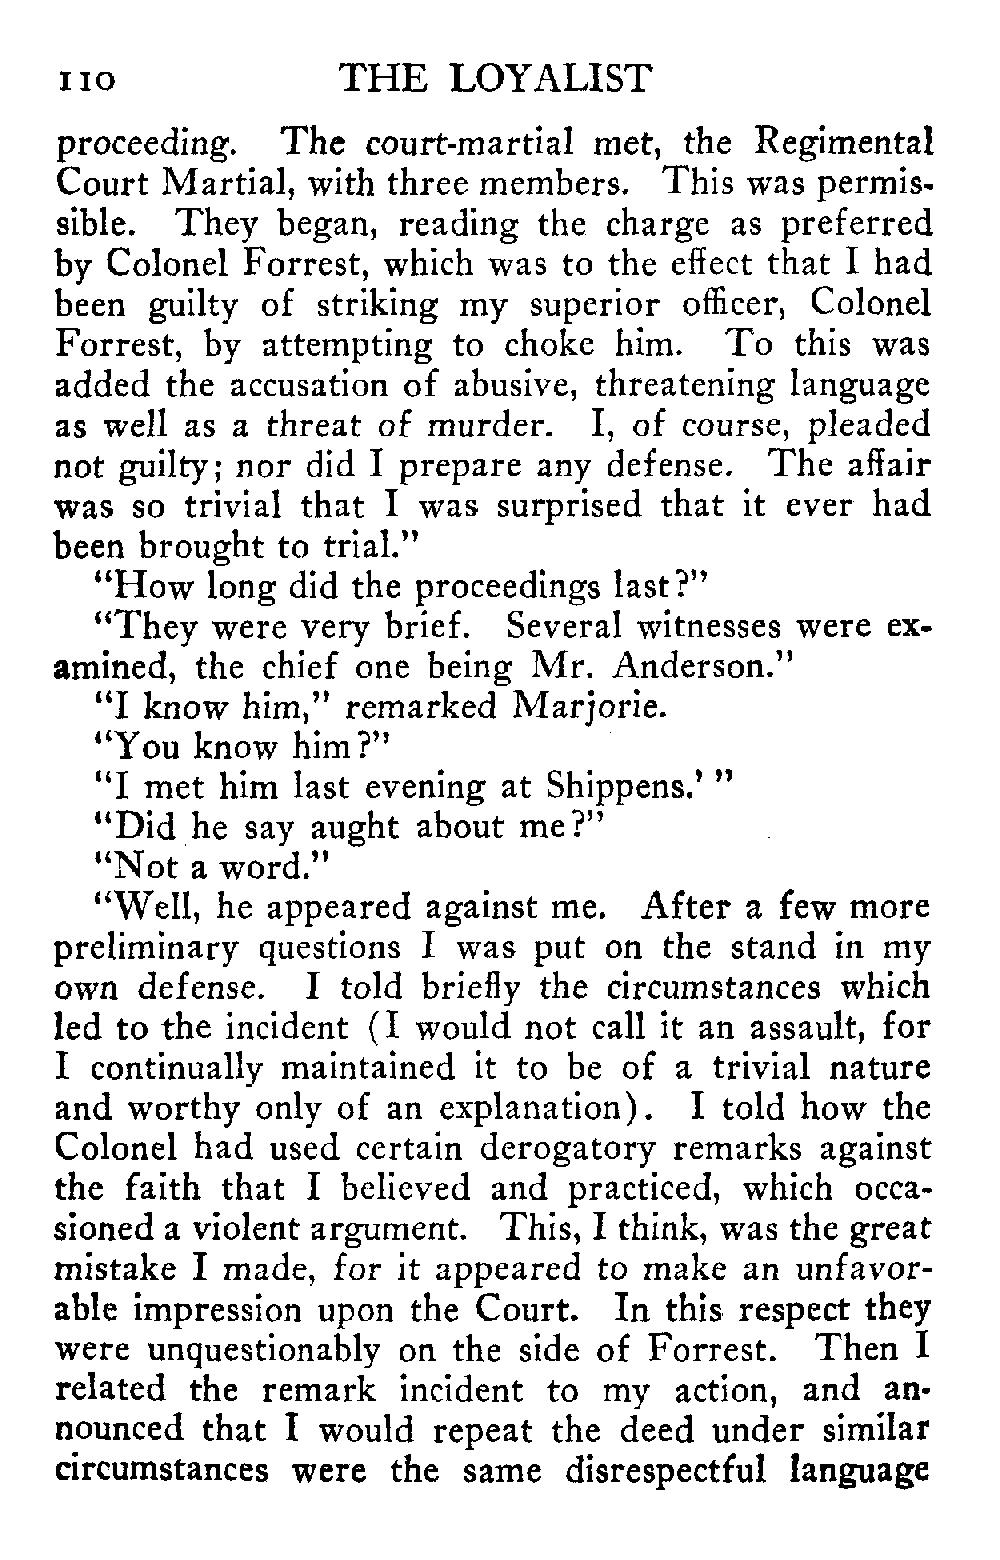 110 THE LOYALIST
proceeding. The court-martial met, the Regimental
Court Martial, with three members. This was permis-
sible. They began, reading the charge as preferred
by Colonel Forrest, which was to the effect that I had
been guilty of striking my superior officer, Colonel
Forrest, by attempting to choke him. To this was
added the accusation of abusive, threatening language
as well as a threat of murder. I, of course, pleaded
not guilty; nor did I prepare any defense. The affair
was so trivial that I was surprised that it ever had
been brought to trial."
"How long did the proceedings last?"
"They were very brief. Several witnesses were ex-
amined, the chief one being Mr. Anderson."
"I know him," remarked Marjorie.
"You know him?"
"I met him last evening at Shippens.' "
"Did he say aught about me?"
"Not a word."
"Well, he appeared against me. After a few more
preliminary questions I was put on the stand in my
own defense. I told briefly the circumstances which
led to the incident (I would not call it an assault, for
I continually maintained it to be of a trivial nature
and worthy only of an explanation). I told how the
Colonel had used certain derogatory remarks against
the faith that I believed and practiced, which occa-
sioned a violent argument. This, I think, was the great
mistake I made, for it appeared to make an unfavor-
able impression upon the Court. In this respect they
were unquestionably on the side of Forrest. Then I
related the remark incident to my action, and an-
nounced that I would repeat the deed under similar
circumstances were the same disrespectful language